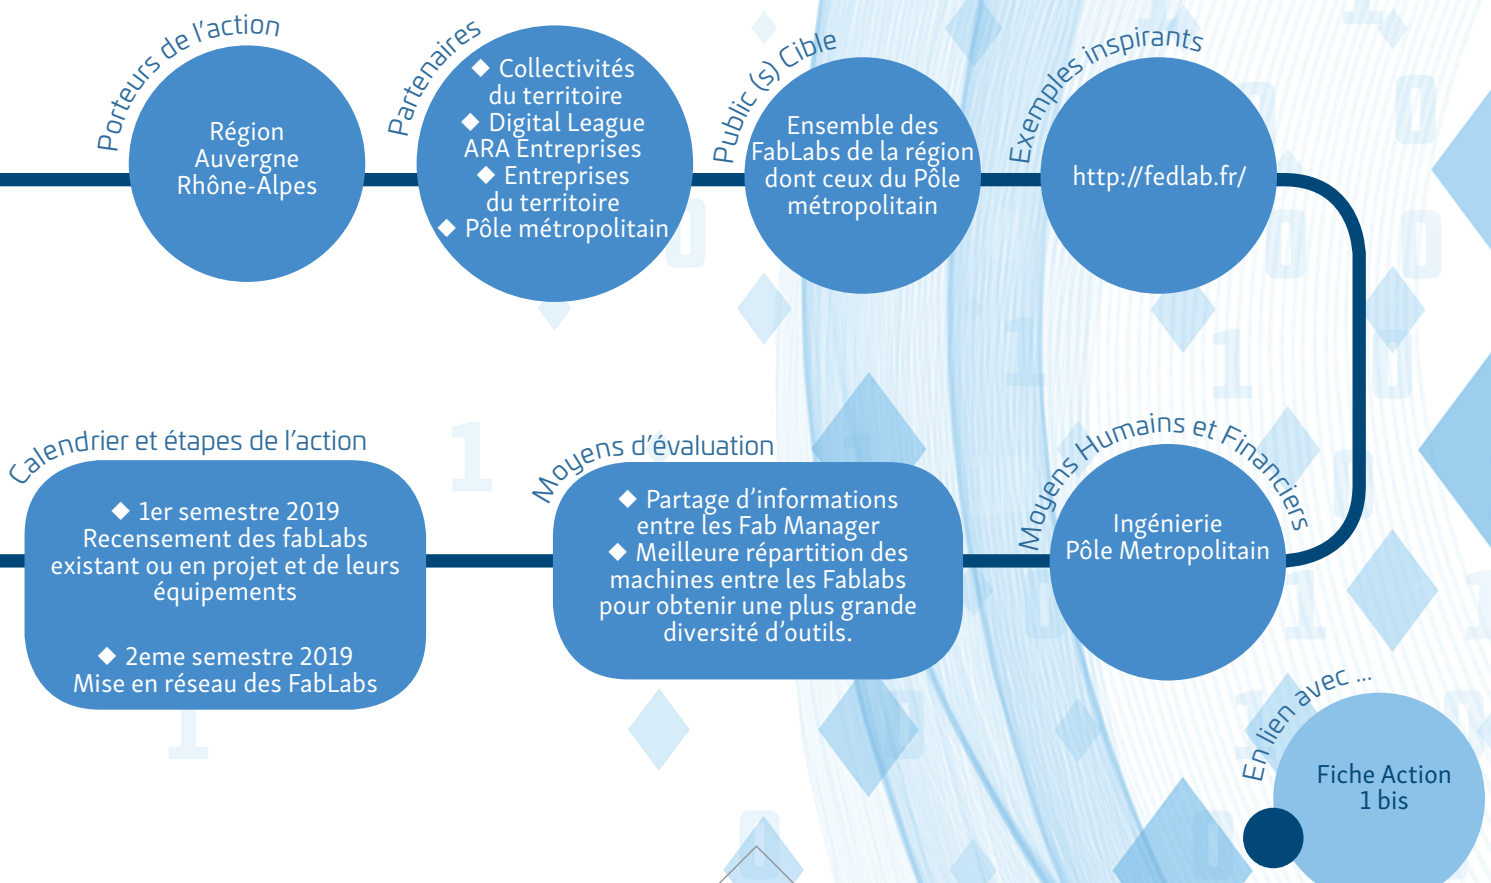 Porteurs de l'action
Région
Auvergne
Rhône-Alpes
Partenaires
◆ Collectivités
du territoire
◆ Digital League
ARA Entreprises
◆ Entreprises
du territoire
◆ Pôle métropolitain
Public (s) Cible
Ensemble des
FabLabs de la région
dont ceux du Pôle
métropolitain
Exemples inspirants
http://fedlab.fr/
Moyens Humains et Financiers
Ingénierie
Pôle Metropolitain
Moyens d'évaluation
◆ Partage d'informations
entre les Fab Manager
◆ Meilleure répartition des
machines entre les Fablabs
pour obtenir une plus grande
diversité d'outils.
Calendrier et étapes de l'action
◆ 1er semestre 2019
Recensement des fabLabs
existant ou en projet et de leurs
équipements
◆ 2eme semestre 2019
Mise en réseau des FabLabs
En lien avec ...
Fiche Action
1 bis